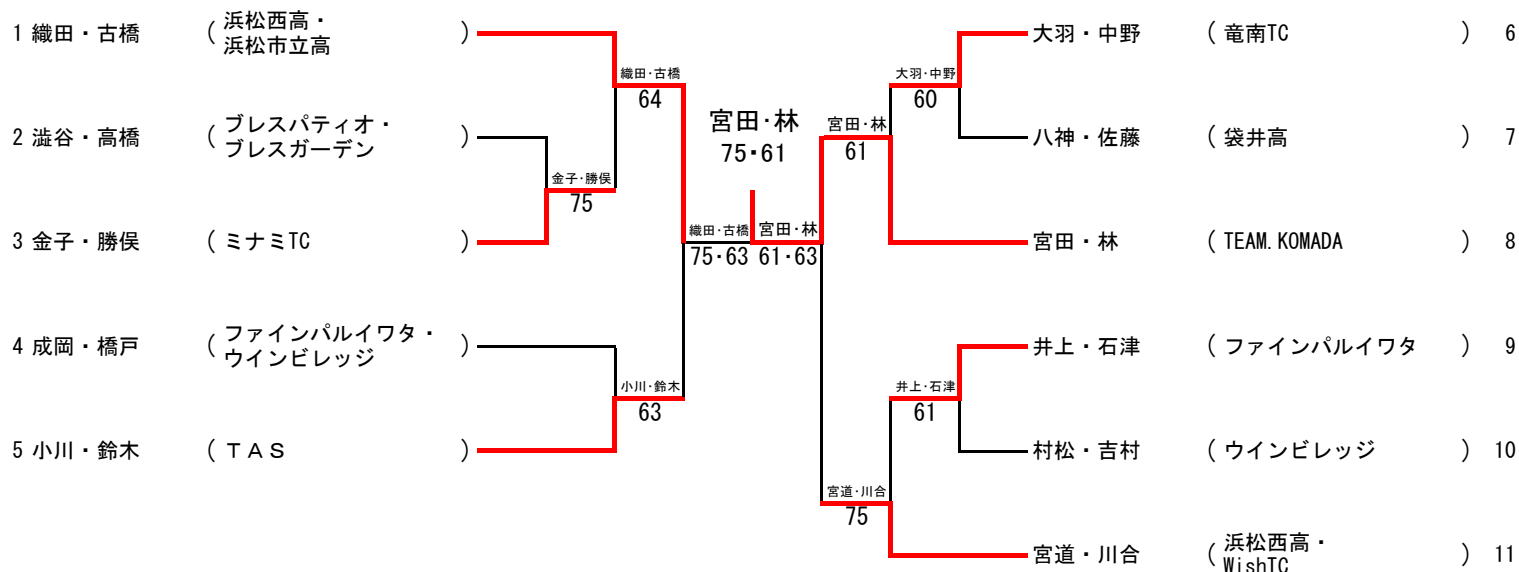 1 織田・古橋 ( 浜松西高・
浜松市立高 )
2 澁谷・高橋 ( ブレスパティオ・
ブレスガーデン )
3 金子・勝俣 ( ミナミTC )
4 成岡・橋戸 ( ファインパルイワタ・
ウインビレッジ )
5 小川・鈴木 ( ＴＡＳ )
織田・古橋
64
金子・勝俣
75
小川・鈴木
63
織田・古橋
75・63
宮田・林
75・61
宮田・林
61・63
宮田・林
61
大羽・中野
60
井上・石津
61
宮道・川合
75
大羽・中野 ( 竜南TC ) 6
八神・佐藤 ( 袋井高 ) 7
宮田・林 ( TEAM.KOMADA ) 8
井上・石津 ( ファインパルイワタ ) 9
村松・吉村 ( ウインビレッジ ) 10
宮道・川合 ( 浜松西高・
WishTC ) 11